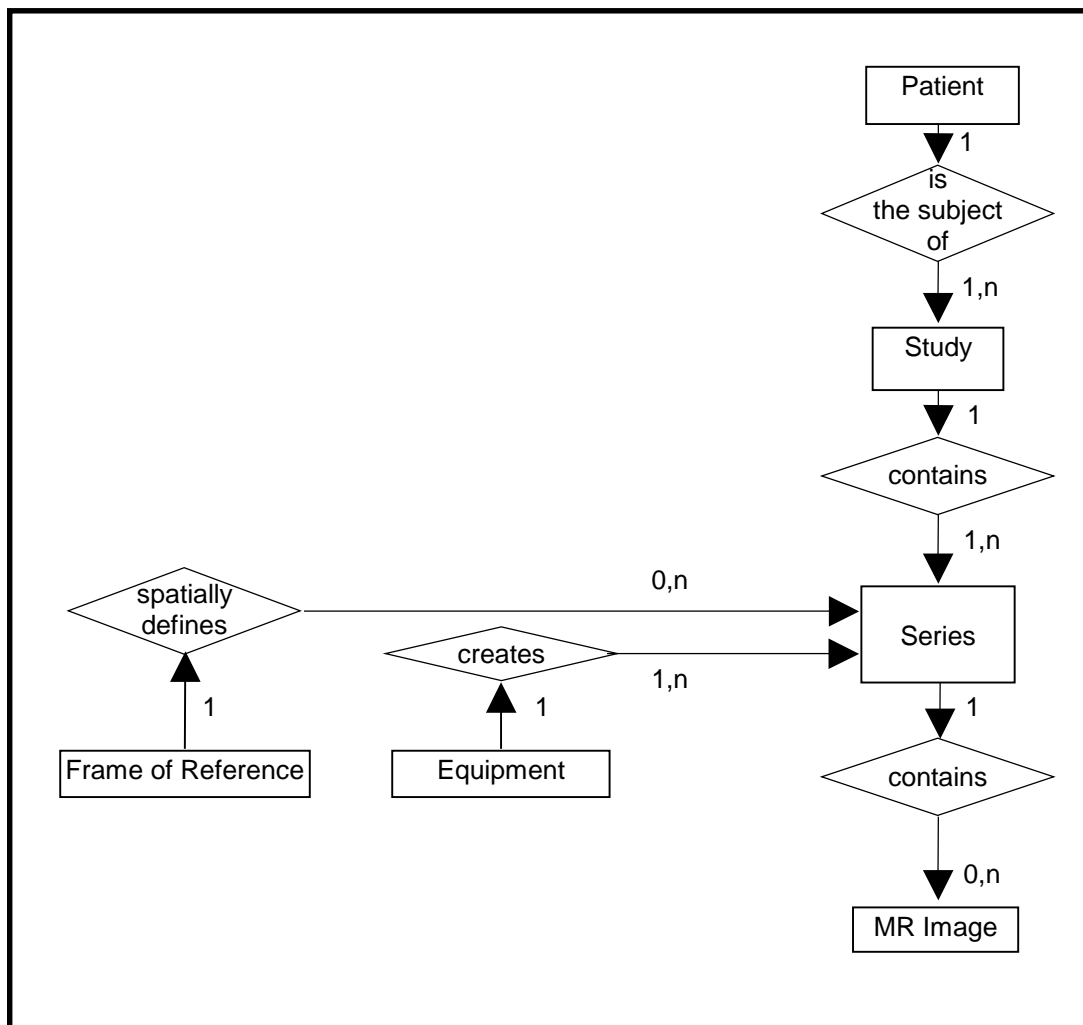 Patient
1
is
the subject
of
1,n
Study
1
contains
1,n
spatially
defines
0,n
Series
creates
1,n
1
1
1
Frame of Reference
Equipment
contains
0,n
MR Image